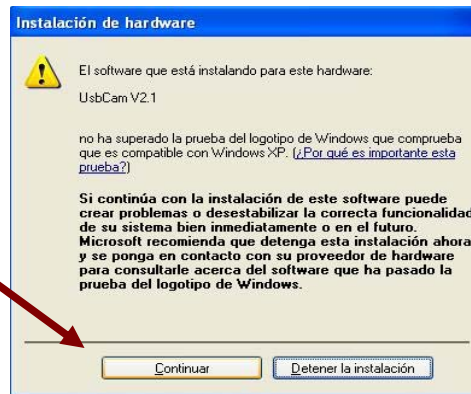 Instalación de hardware
El software que está instalando para este hardware:
UsbCam V2.1
no ha superado la prueba del logotipo de Windows que comprueba
que es compatible con Windows XP. (¿Por qué es importante esta
prueba?)
Si continúa con la instalación de este software puede
crear problemas o desestabilizar la correcta funcionalidad
de su sistema bien inmediatamente o en el futuro.
Microsoft recomienda que detenga esta instalación ahora
y se ponga en contacto con su proveedor de hardware
para consultarle acerca del software que ha pasado la
prueba del logotipo de Windows.
Continuar
Detener la instalación